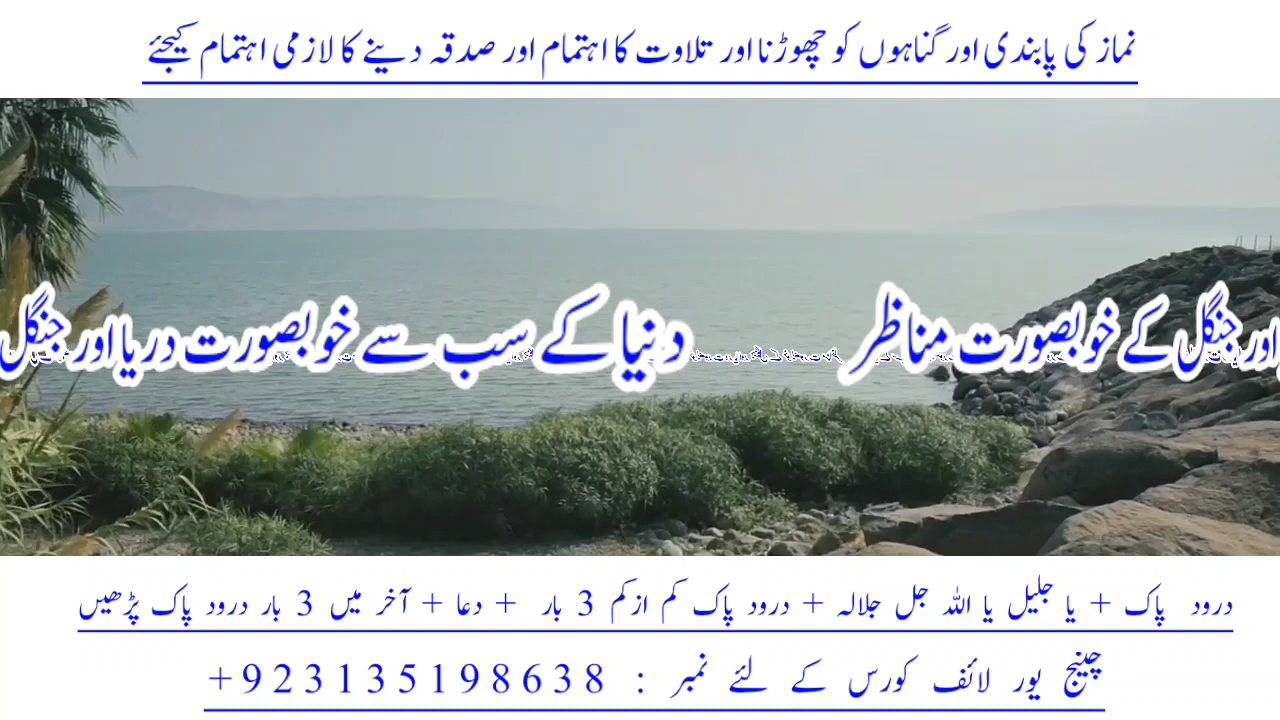 نماز کی پابندی اور گناہوں کو چھوڑنا اور تلاوت کا اہتمام اور صدقہ دینے کا لازمی اہتمام کیجئے
اور جنگل کے خوبصورت مناظر دنیا کے سب سے خوبصورت دریا اور جنگل
درود پاک + یا جلیل یا اللہ جل جلالہ + درود پاک کم ازکم 3 بار + دعا + آخر میں 3 بار درود پاک پڑھیں
چینج یور لائف کورس کے لئے نمبر : 923135198638+